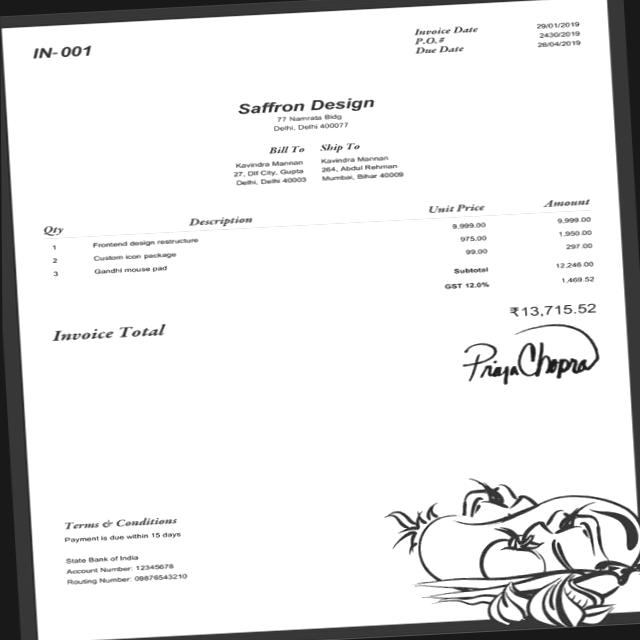 IN-001
Invoice Date 29/01/2019
P.O.# 2430/2019
Due Date 28/04/2019
Saffron Design
77 Namrata Bldg
Delhi, Delhi 400077
Bill To Ship To
Kavindra Mannan Kavindra Mannan
27, Dlf City, Gupta 264, Abdul Rehman
Delhi, Delhi 40003 Mumbai, Bihar 40009
Qty Description Unit Price Amount
1 Frontend design restructure 9,999.00 9,999.00
2 Custom icon package 975.00 1,950.00
3 Gandhi mouse pad 99.00 297.00
Subtotal 12,246.00
GST 12.0% 1,469.52
Invoice Total ₹13,715.52
Priya Chopra
Terms & Conditions
Payment is due within 15 days
State Bank of India
Account Number: 12345678
Routing Number: 09876543210